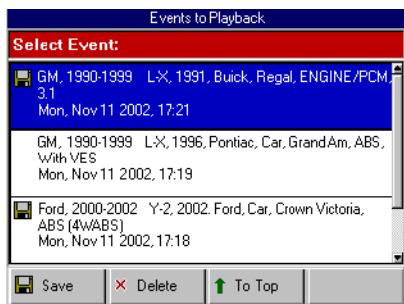 Events to Playback
Select Event:
GM, 1990-1999 L-X, 1991, Buick, Regal, ENGINE/PCM,
3.1
Mon, Nov 11 2002, 17:21
GM, 1990-1999 L-X, 1996, Pontiac, Car, GrandAm, ABS,
With VES
Mon, Nov 11 2002, 17:19
Ford, 2000-2002 Y-2, 2002. Ford, Car, Crown Victoria,
ABS (4WABS)
Mon, Nov 11 2002, 17:18
Save Delete To Top